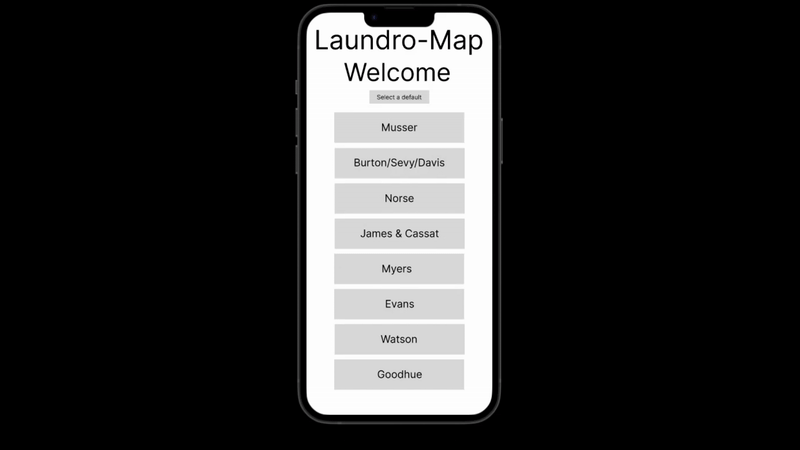 Laundro-Map
Welcome
Select a default
Musser
Burton/Sevy/Davis
Norse
James & Cassat
Myers
Evans
Watson
Goodhue